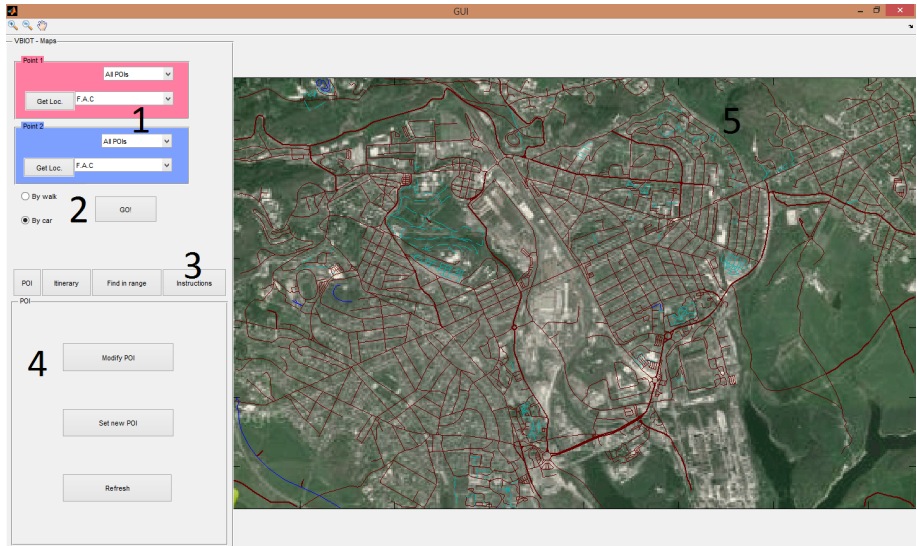 GUI
VBIOT - Maps
Point 1
All POIs
Get Loc.
F.A.C
1
Point 2
All POIs
Get Loc.
F.A.C
By walk
2
GO!
By car
3
POI
Itinerary
Find in range
Instructions
POI
4
Modify POI
Set new POI
Refresh
5